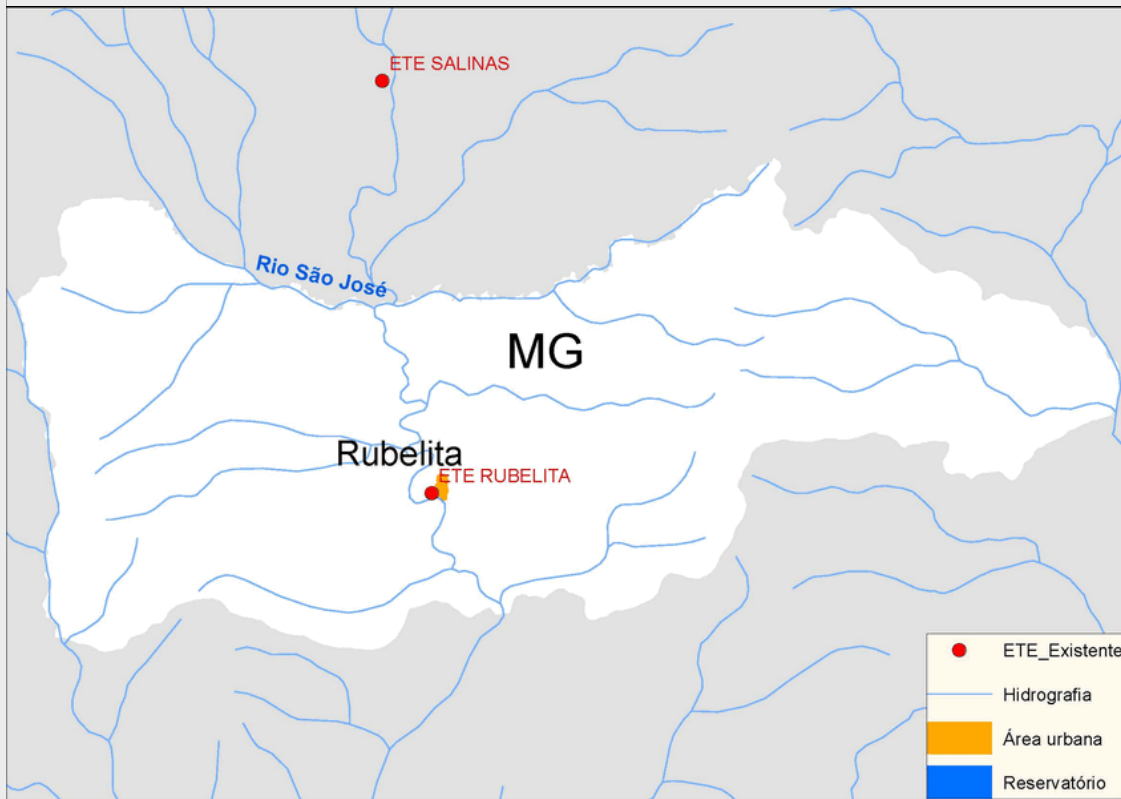 ETE SALINAS
Rio São José
MG
Rubelita
ETE RUBELITA
ETE_Existente
Hidrografia
Área urbana
Reservatório